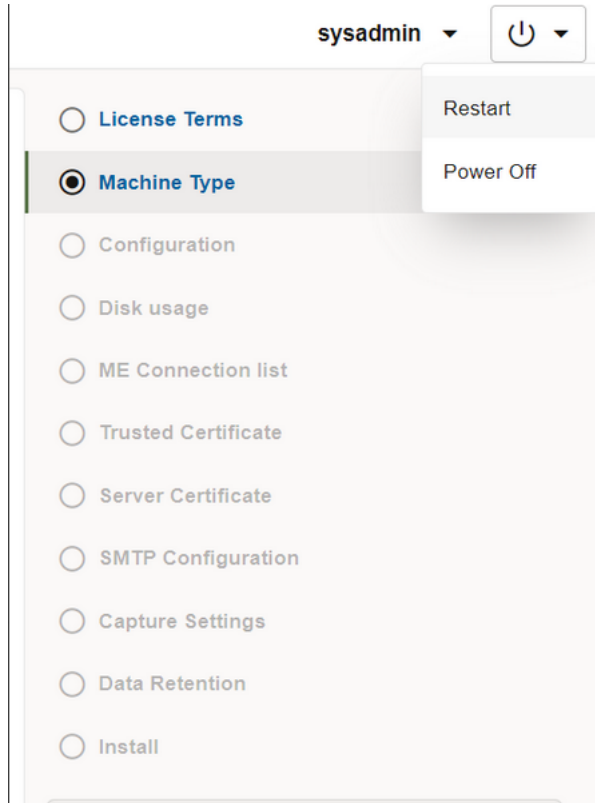 sysadmin
Restart
Power Off
License Terms
Machine Type
Configuration
Disk usage
ME Connection list
Trusted Certificate
Server Certificate
SMTP Configuration
Capture Settings
Data Retention
Install